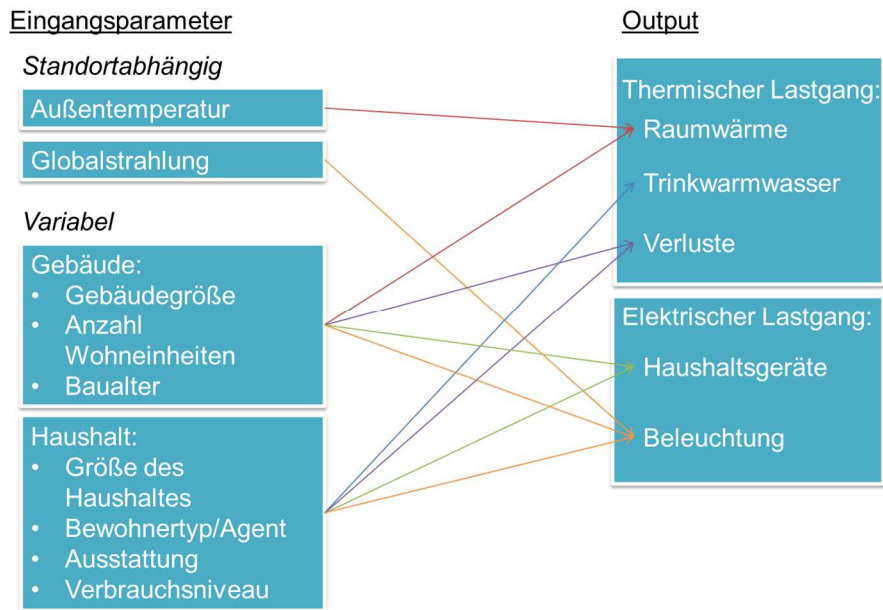 Eingangsparameter
Standortabhängig
Außentemperatur
Globalstrahlung
Variabel
Gebäude:
• Gebäudegröße
• Anzahl
Wohneinheiten
• Baualter
Haushalt:
• Größe des
Haushaltes
• Bewohnertyp/Agent
• Ausstattung
• Verbrauchsniveau
Output
Thermischer Lastgang:
Raumwärme
Trinkwarmwasser
Verluste
Elektrischer Lastgang:
Haushaltsgeräte
Beleuchtung